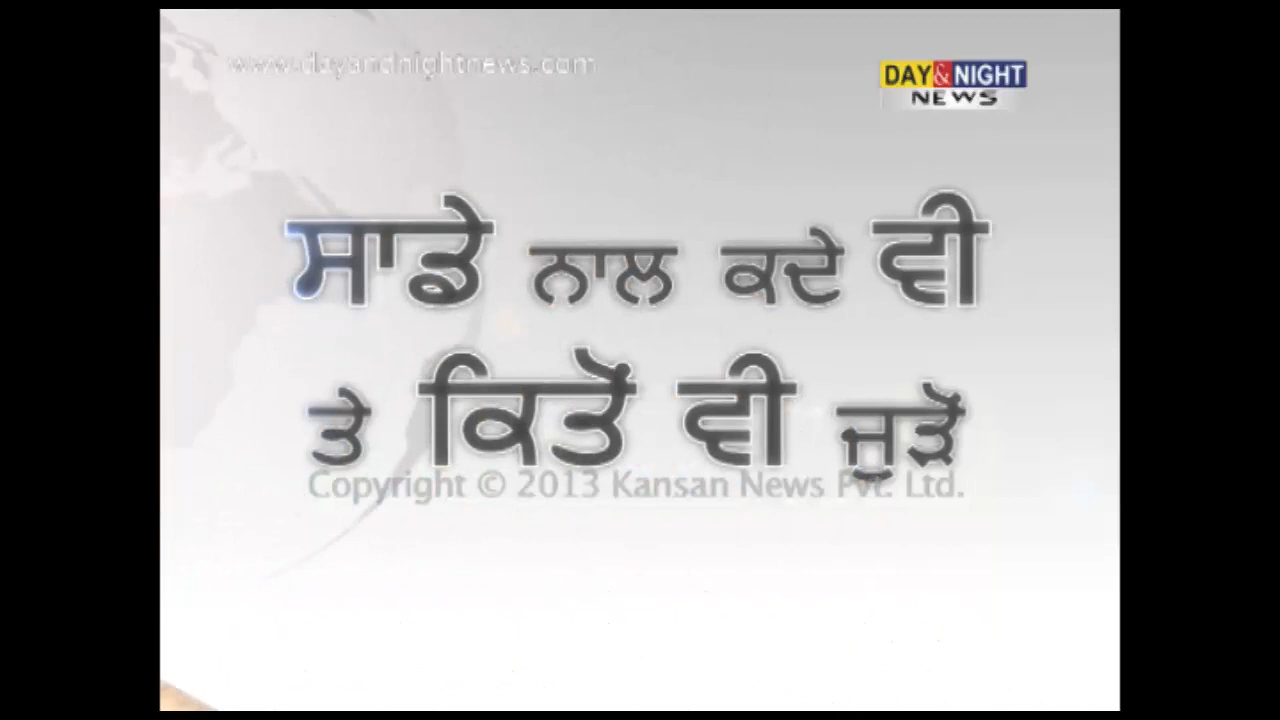 www.dayandnightnews.com
DAY&NIGHT
NEWS
ਸਾਡੇ ਨਾਲ ਕਦੇ ਵੀ
ਤੇ ਕਿਤੋਂ ਵੀ ਜੁੜੋਂ
Copyright © 2013 Kansan News Pvt. Ltd.